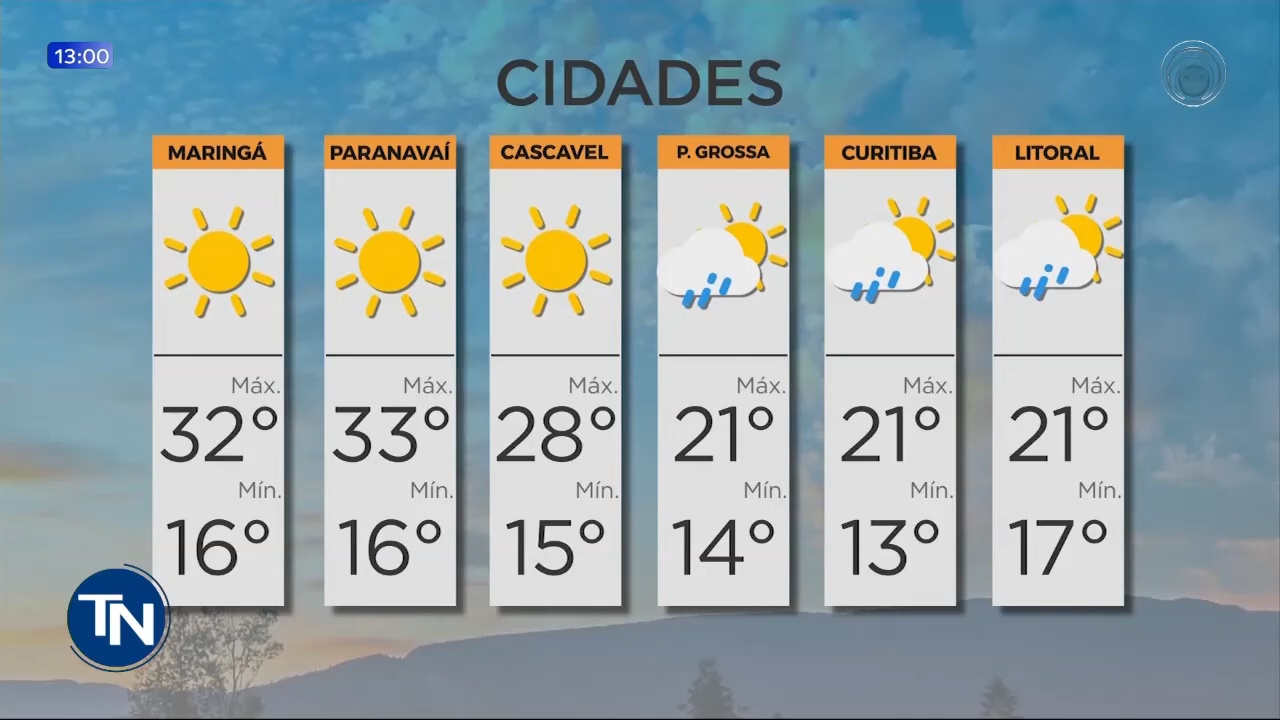 13:00
CIDADES
MARINGÁ
PARANAVAÍ
CASCAVEL
P. GROSSA
CURITIBA
LITORAL
Máx. Máx. Máx. Máx. Máx. Máx.
32° 33° 28° 21° 21° 21°
Mín. Mín. Mín. Mín. Mín. Mín.
16° 16° 15° 14° 13° 17°
TN